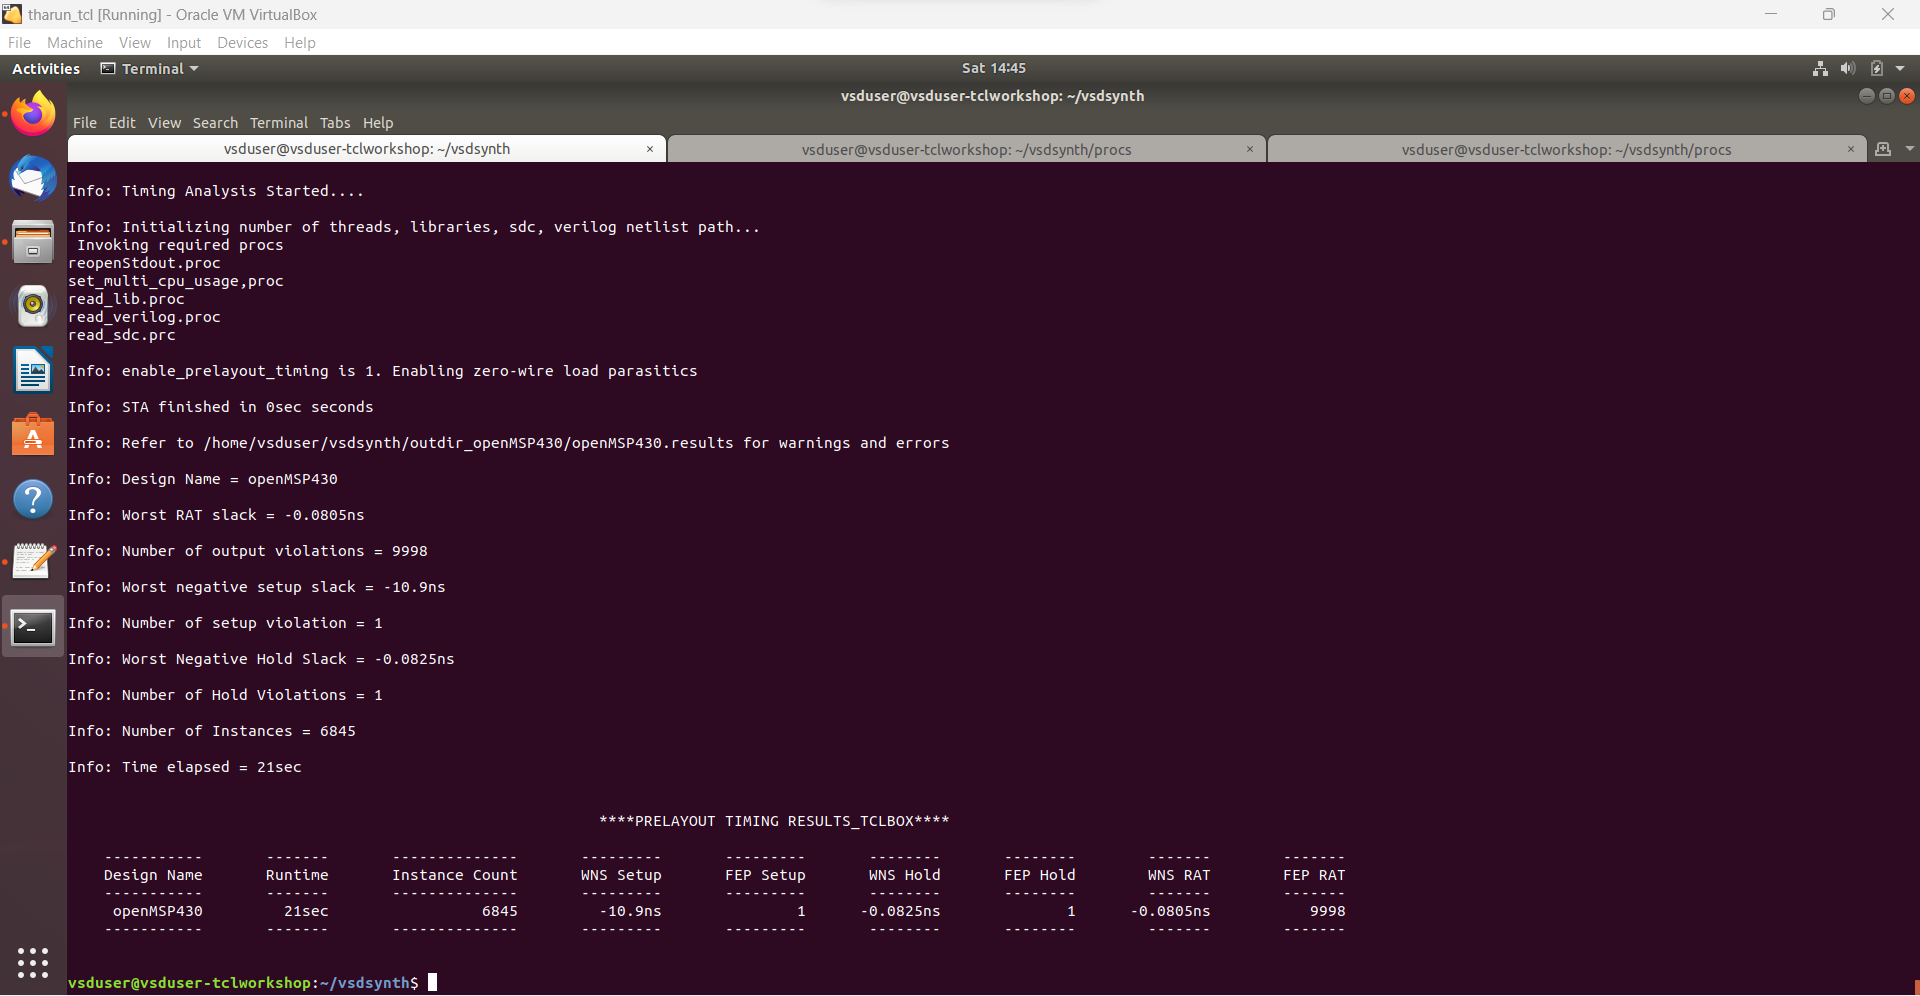 tharun_tcl [Running] - Oracle VM VirtualBox
File Machine View Input Devices Help
Activities Terminal Sat 14:45
vsduser@vsduser-tclworkshop: ~/vsdsynth
File Edit View Search Terminal Tabs Help
vsduser@vsduser-tclworkshop: ~/vsdsynth × vsduser@vsduser-tclworkshop: ~/vsdsynth/procs × vsduser@vsduser-tclworkshop: ~/vsdsynth/procs ×
Info: Timing Analysis Started....
Info: Initializing number of threads, libraries, sdc, verilog netlist path...
Invoking required procs
reopenStdout.proc
set_multi_cpu_usage,proc
read_lib.proc
read_verilog.proc
read_sdc.prc
Info: enable_prelayout_timing is 1. Enabling zero-wire load parasitics
Info: STA finished in 0sec seconds
Info: Refer to /home/vsduser/vsdsynth/outdir_openMSP430/openMSP430.results for warnings and errors
Info: Design Name = openMSP430
Info: Worst RAT slack = -0.0805ns
Info: Number of output violations = 9998
Info: Worst negative setup slack = -10.9ns
Info: Number of setup violation = 1
Info: Worst Negative Hold Slack = -0.0825ns
Info: Number of Hold Violations = 1
Info: Number of Instances = 6845
Info: Time elapsed = 21sec
****PRELAYOUT TIMING RESULTS_TCLBOX****
----------- ------- -------------- --------- --------- -------- -------- ------- -------
Design Name Runtime Instance Count WNS Setup FEP Setup WNS Hold FEP Hold WNS RAT FEP RAT
----------- ------- -------------- --------- --------- -------- -------- ------- -------
openMSP430 21sec 6845 -10.9ns 1 -0.0825ns 1 -0.0805ns 9998
----------- ------- -------------- --------- --------- -------- -------- ------- -------
vsduser@vsduser-tclworkshop:~/vsdsynth$